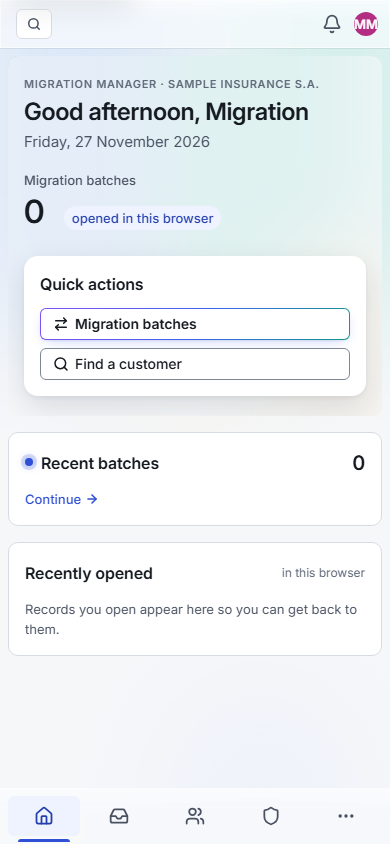 MM
MIGRATION MANAGER · SAMPLE INSURANCE S.A.
Good afternoon, Migration
Friday, 27 November 2026
Migration batches
0 opened in this browser
Quick actions
Migration batches
Find a customer
Recent batches 0
Continue →
Recently opened in this browser
Records you open appear here so you can get back to
them.